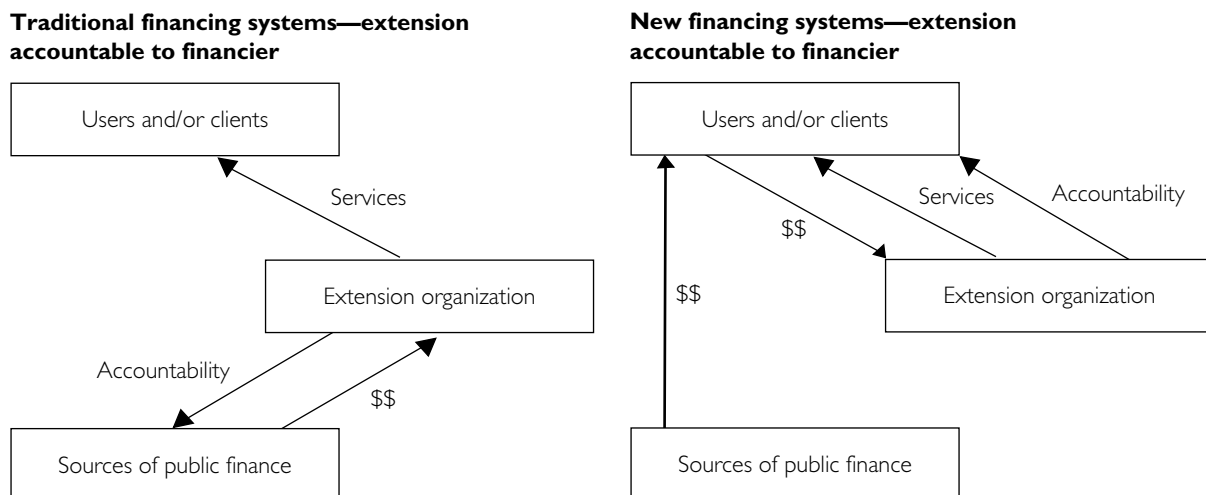 Traditional financing systems—extension
accountable to financier
Users and/or clients
Services
Extension organization
Accountability
$$
Sources of public finance
New financing systems—extension
accountable to financier
Users and/or clients
Services
Accountability
$$
Extension organization
$$
Sources of public finance